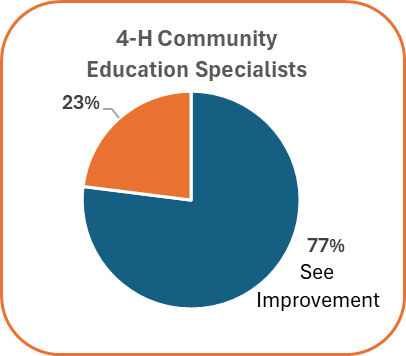 4-H Community
Education Specialists
23%
77%
See
Improvement